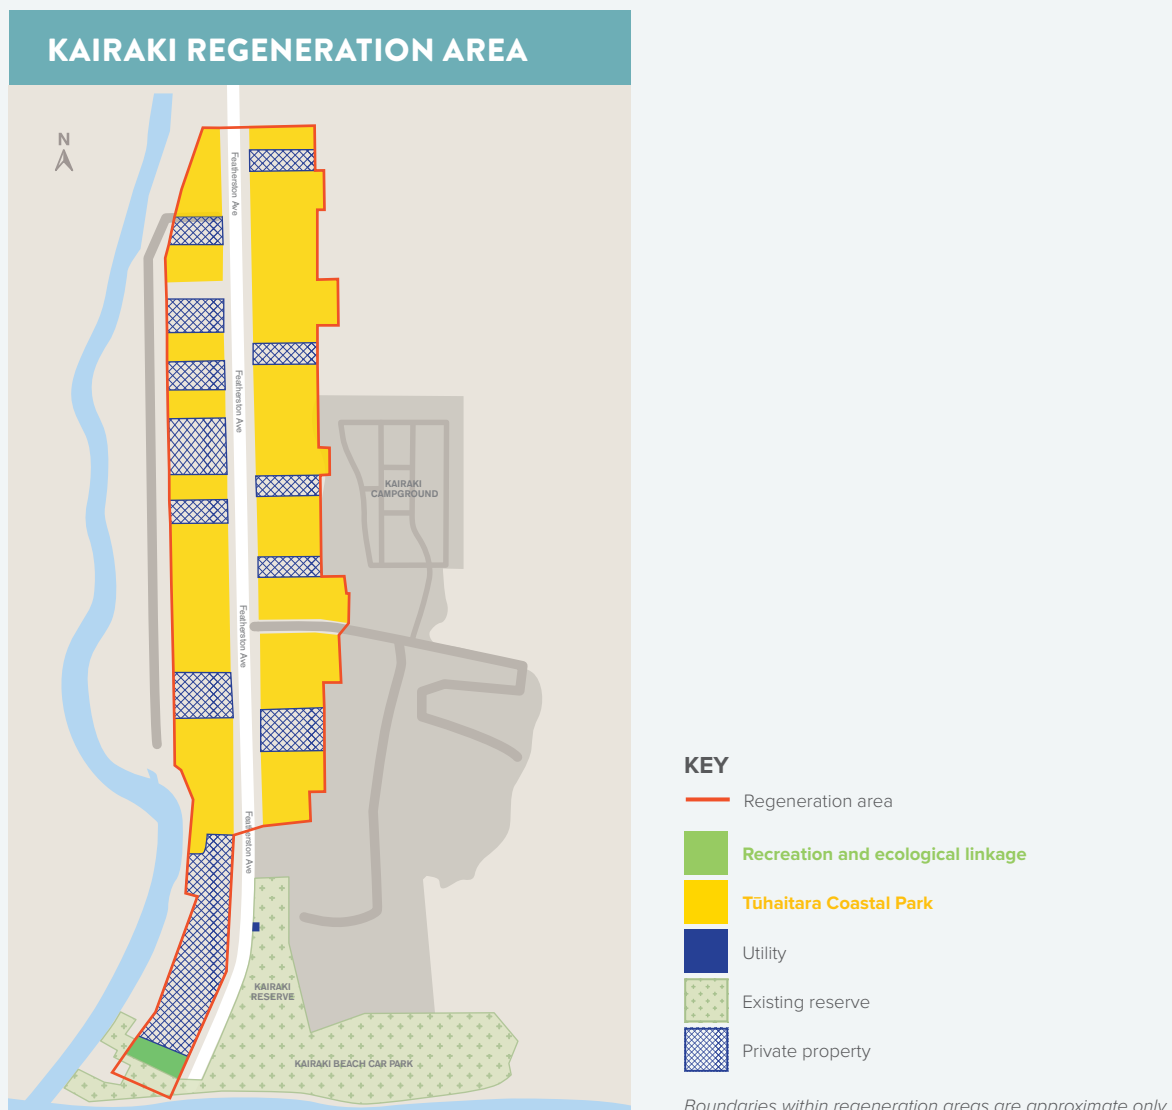 KAIRAKI REGENERATION AREA
N
Featherston Ave
Featherston Ave
KAIRAKI
CAMPGROUND
Featherston Ave
Featherston Ave
KAIRAKI
RESERVE
KAIRAKI BEACH CAR PARK
KEY
Regeneration area
Recreation and ecological linkage
Tūhaitara Coastal Park
Utility
Existing reserve
Private property
Boundaries within regeneration areas are approximate only.